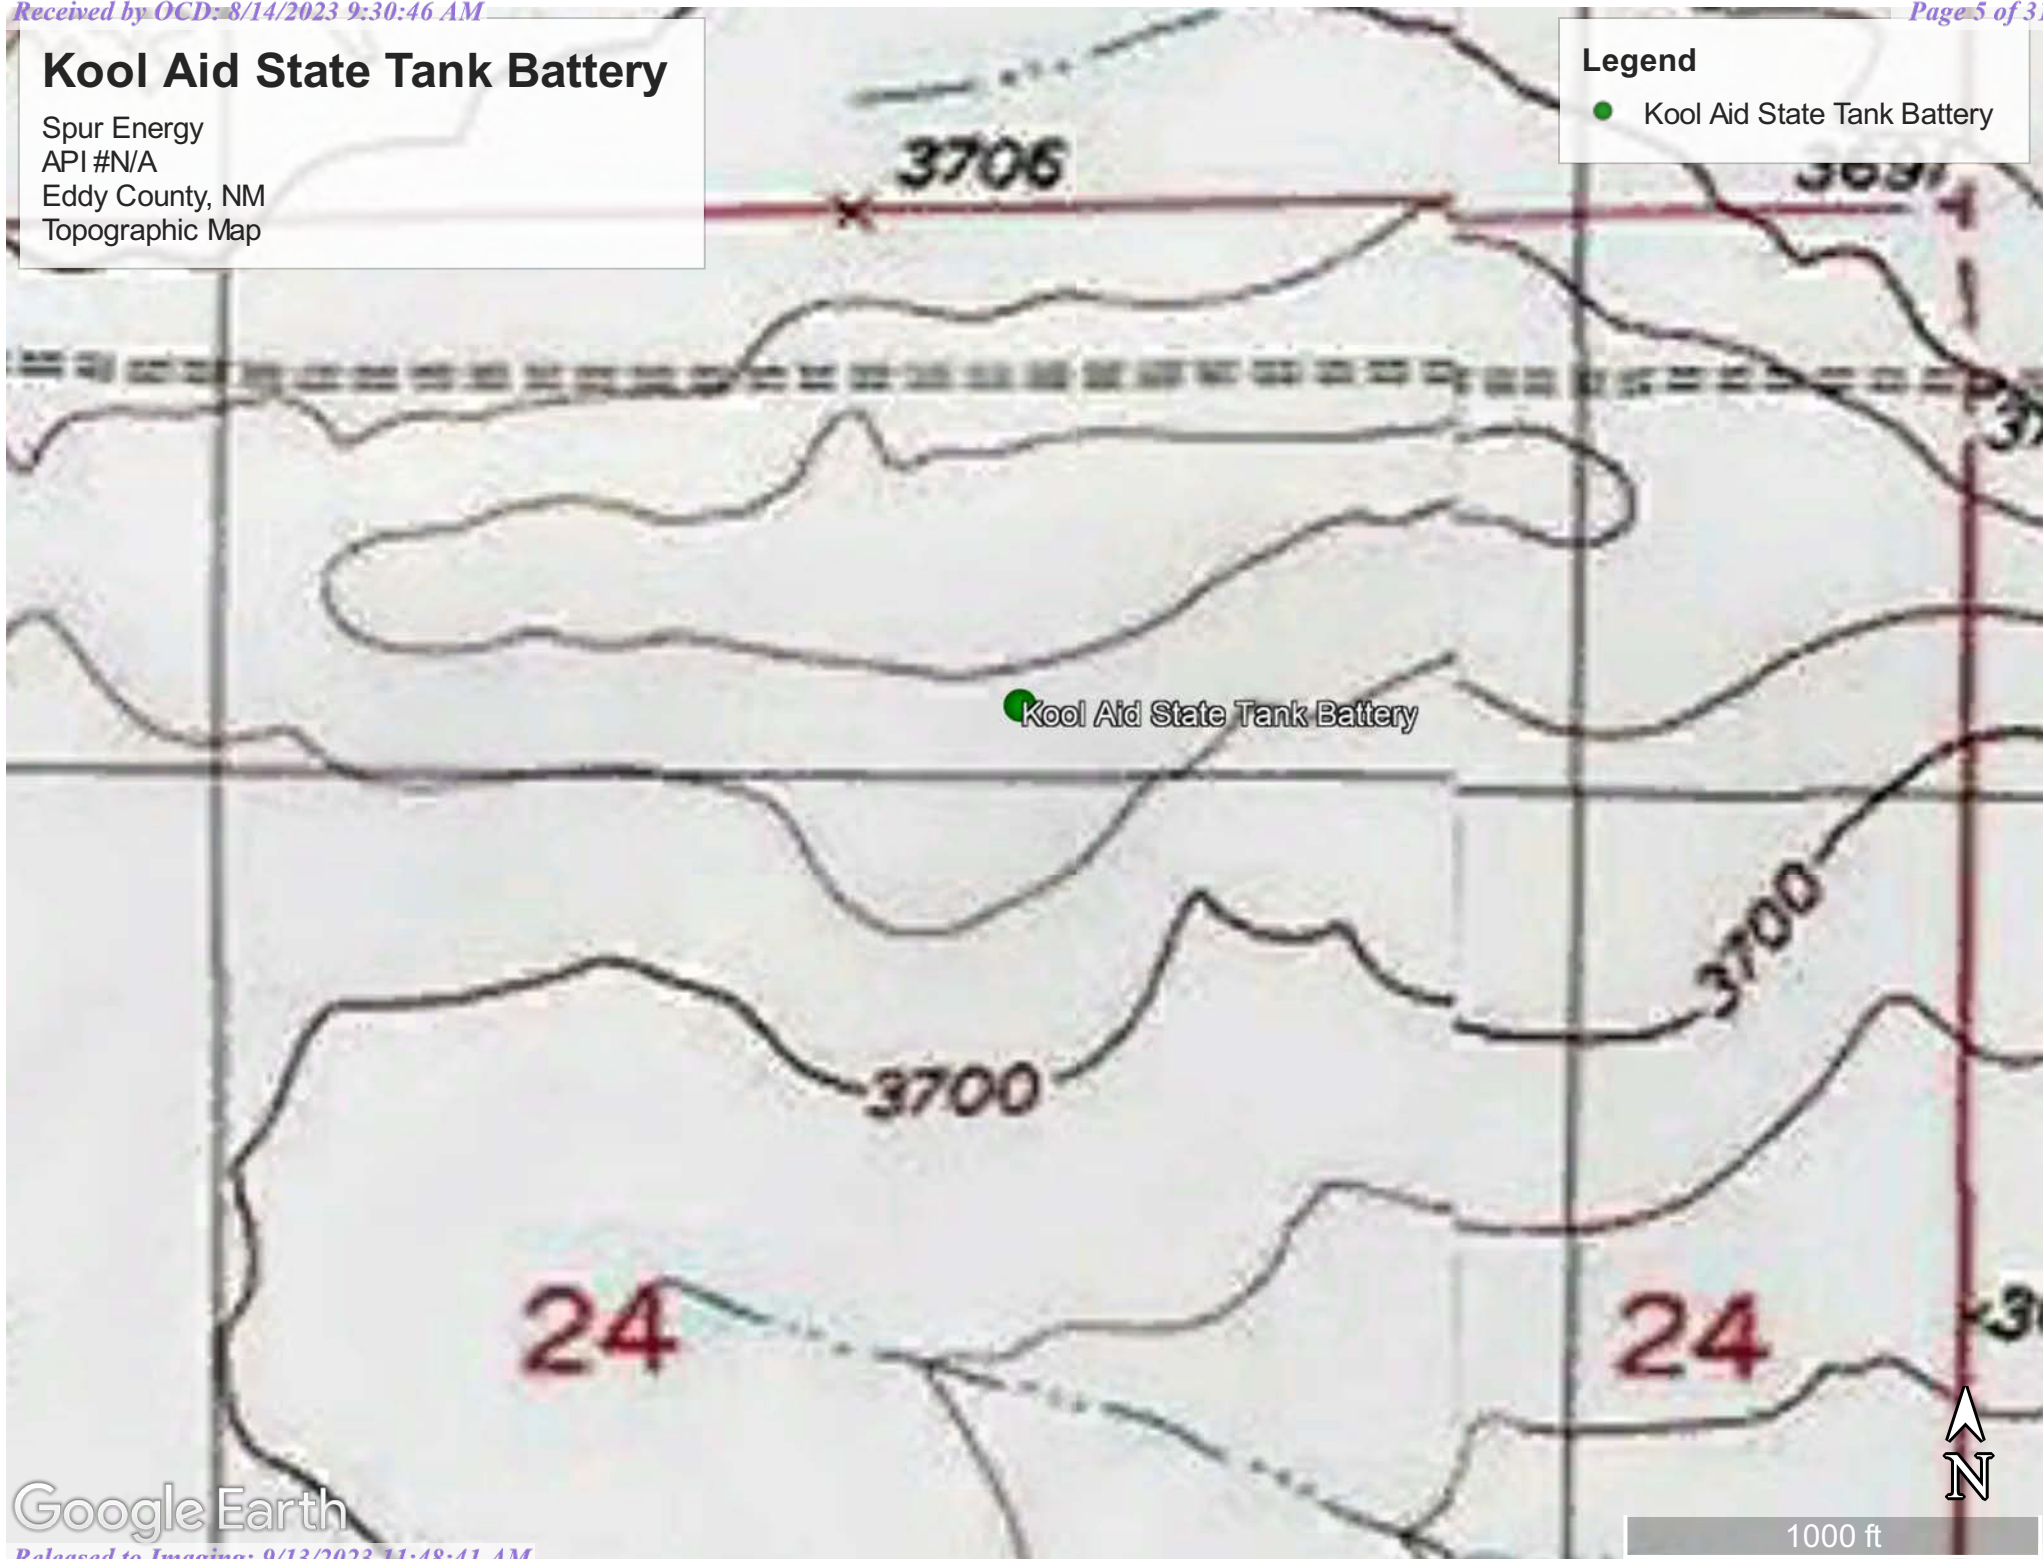 Received by OCD: 8/14/2023 9:30:46 AM
Page 5 of 31
Kool Aid State Tank Battery
Spur Energy
API #N/A
Eddy County, NM
Topographic Map
Legend
Kool Aid State Tank Battery
3706
Kool Aid State Tank Battery
3700
3700
24
24
N
Google Earth
1000 ft
Released to Imaging: 9/13/2023 11:48:41 AM